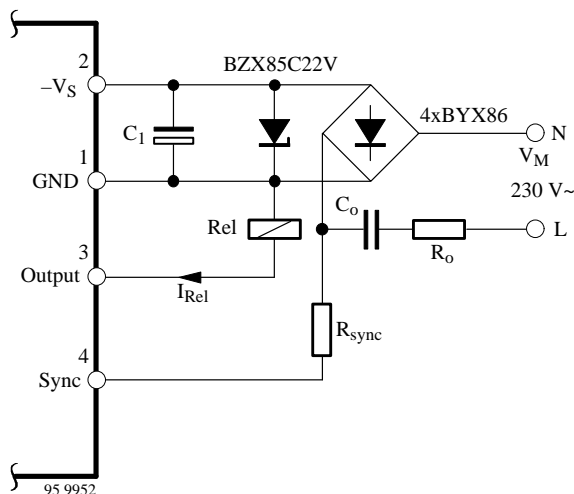 2
–VS
BZX85C22V
4xBYX86
N
C1
VM
1
GND
230 V~
Co
Rel
L
3
Ro
Output
IRel
Rsync
4
Sync
95 9952